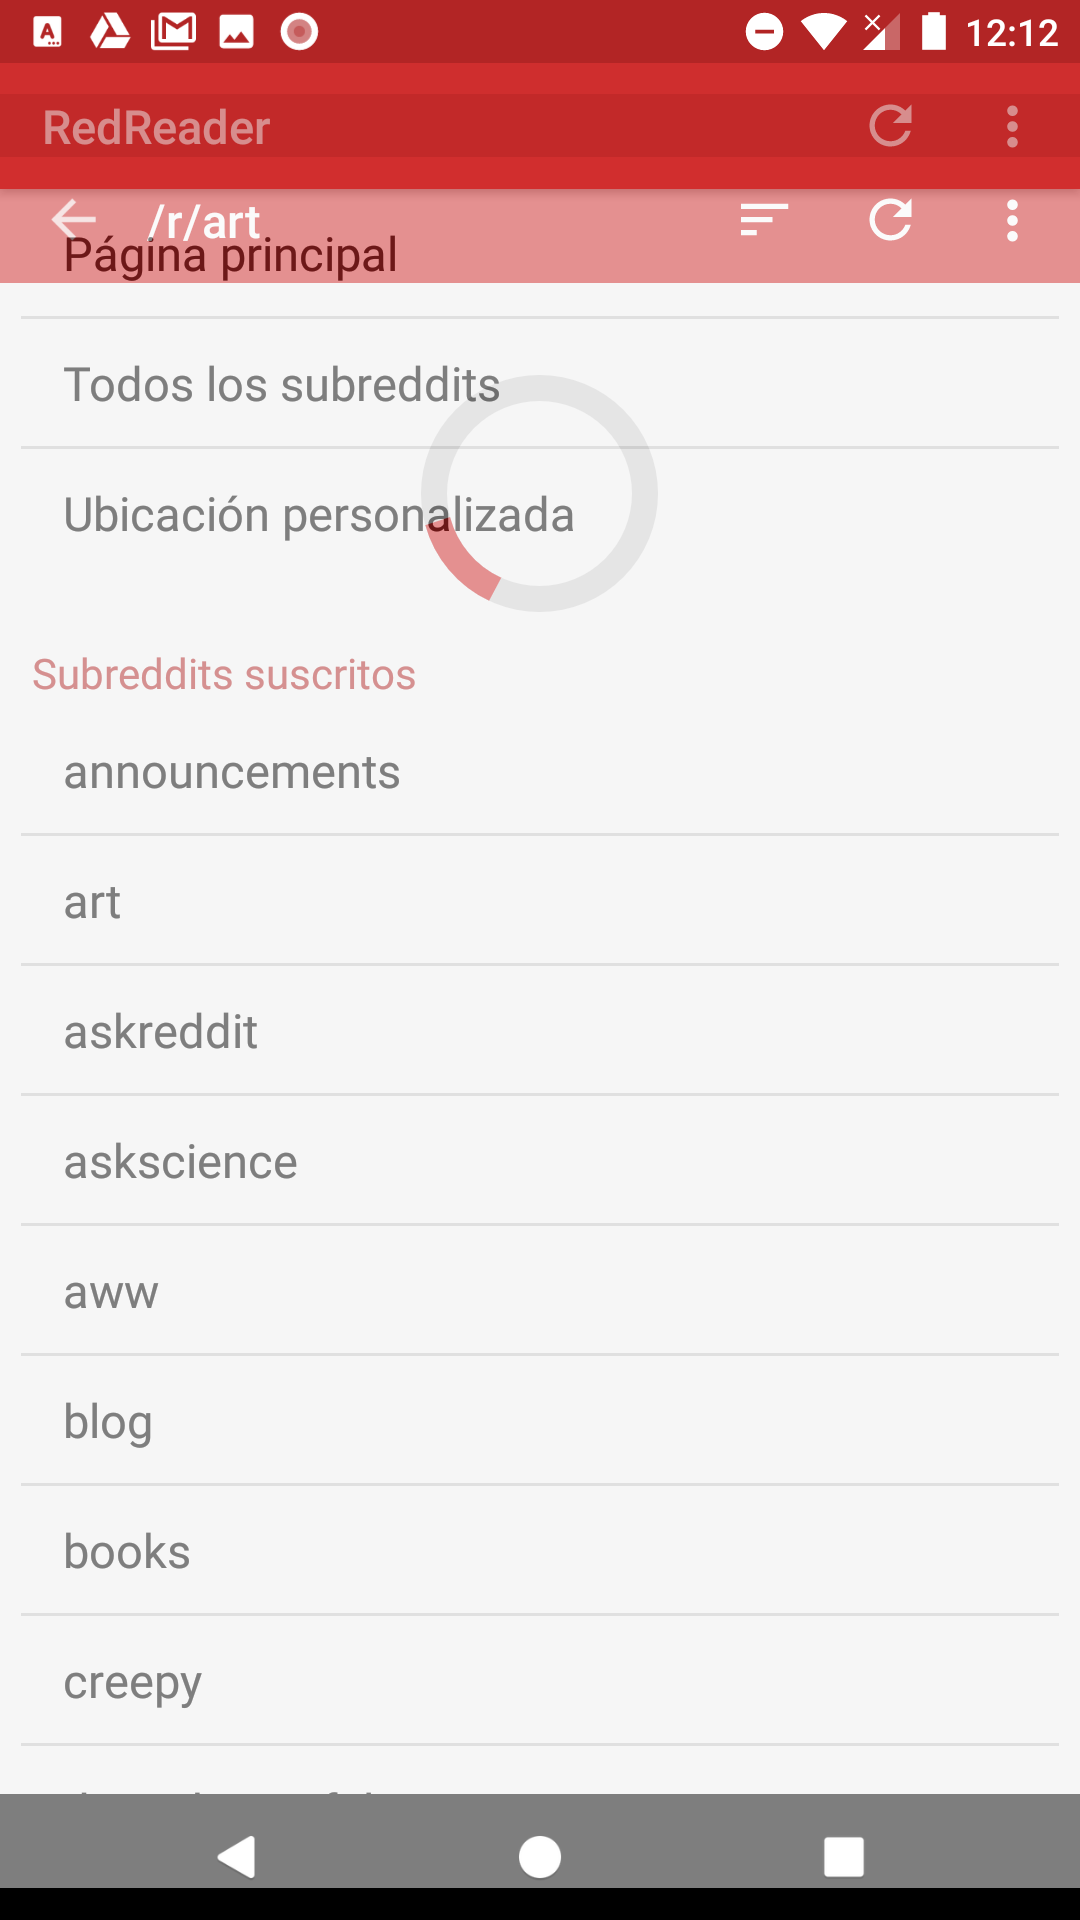 12:12
RedReader
/r/art
Página principal
Todos los subreddits
Ubicación personalizada
Subreddits suscritos
announcements
art
askreddit
askscience
aww
blog
books
creepy